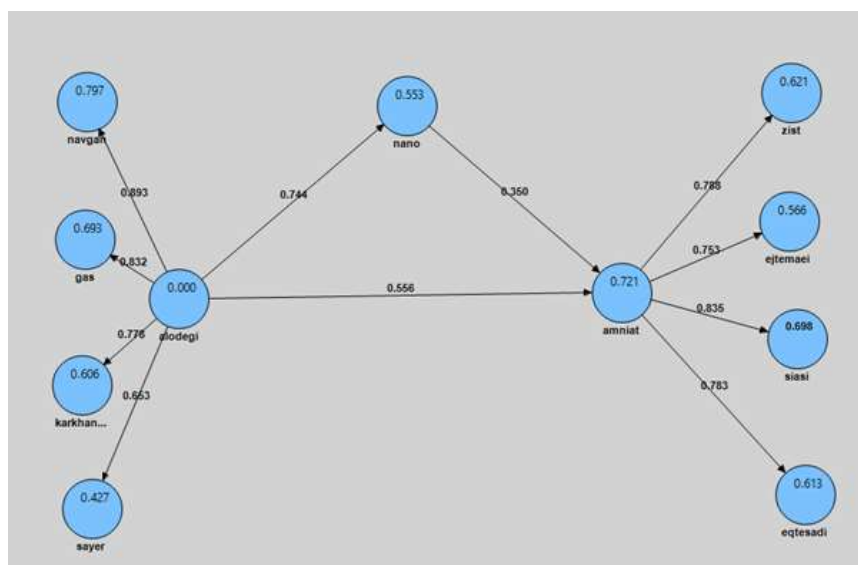 0.797
navgan
0.893
0.693
gas
0.832
0.000
alodegi
0.778
0.606
karkhan...
0.653
0.427
sayer
0.744
0.553
nano
0.350
0.556
0.721
amniat
0.788
0.621
zist
0.753
0.566
ejtemaei
0.835
0.698
siasi
0.783
0.613
eqtesadi